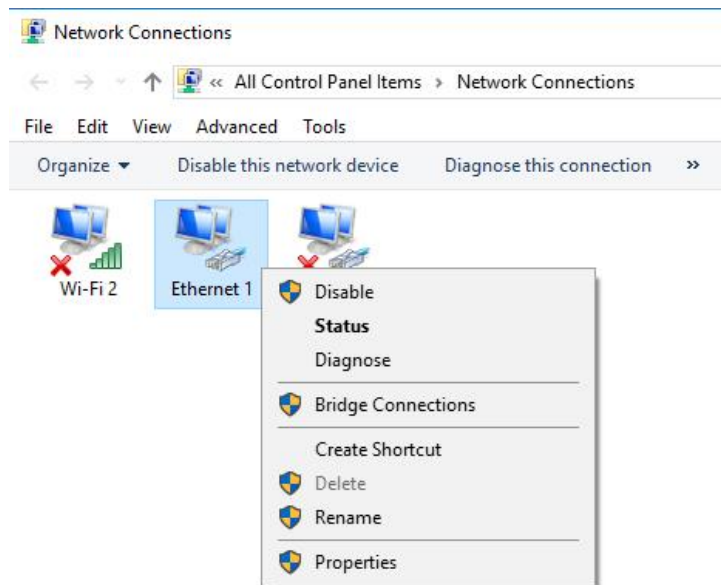 Network Connections
« All Control Panel Items > Network Connections
File Edit View Advanced Tools
Organize Disable this network device Diagnose this connection »
Wi-Fi 2 Ethernet 1
Disable
Status
Diagnose
Bridge Connections
Create Shortcut
Delete
Rename
Properties